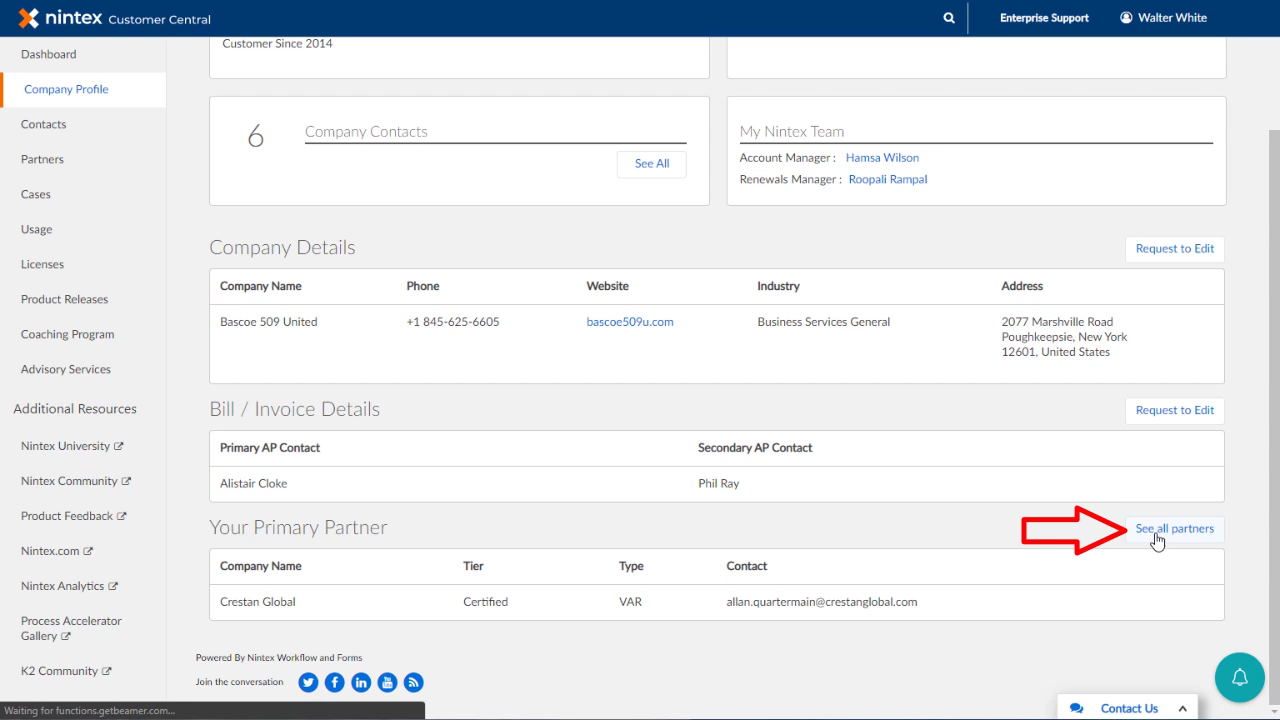 nintex Customer Central
Enterprise Support
Walter White
Dashboard
Company Profile
Contacts
Partners
Cases
Usage
Licenses
Product Releases
Coaching Program
Advisory Services
Additional Resources
Nintex University
Nintex Community
Product Feedback
Nintex.com
Nintex Analytics
Process Accelerator
Gallery
K2 Community
Customer Since 2014
6
Company Contacts
See All
My Nintex Team
Account Manager : Hamsa Wilson
Renewals Manager : Roopali Rampal
Company Details
Request to Edit
Company Name Phone Website Industry Address
Bascoe 509 United +1 845-625-6605 bascoe509u.com Business Services General 2077 Marshville Road
Poughkeepsie, New York
12601, United States
Bill / Invoice Details
Request to Edit
Primary AP Contact Secondary AP Contact
Alistair Cloke Phil Ray
Your Primary Partner
See all partners
Company Name Tier Type Contact
Crestan Global Certified VAR allan.quartermain@crestanglobal.com
Powered By Nintex Workflow and Forms
Join the conversation
Waiting for functions.getbeamer.com...
Contact Us